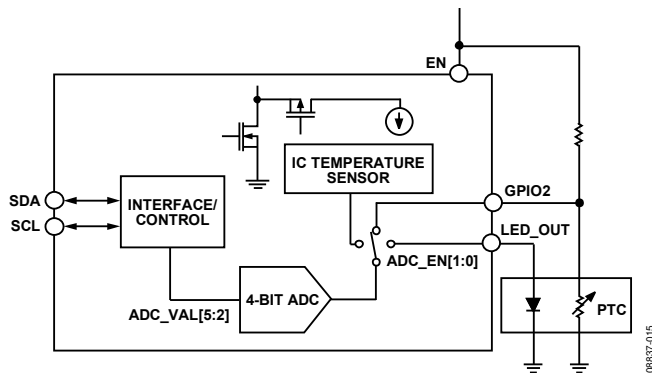 EN
IC TEMPERATURE
SENSOR
SDA
SCL
INTERFACE/
CONTROL
GPIO2
LED_OUT
ADC_EN[1:0]
4-BIT ADC
ADC_VAL[5:2]
PTC
08837-015